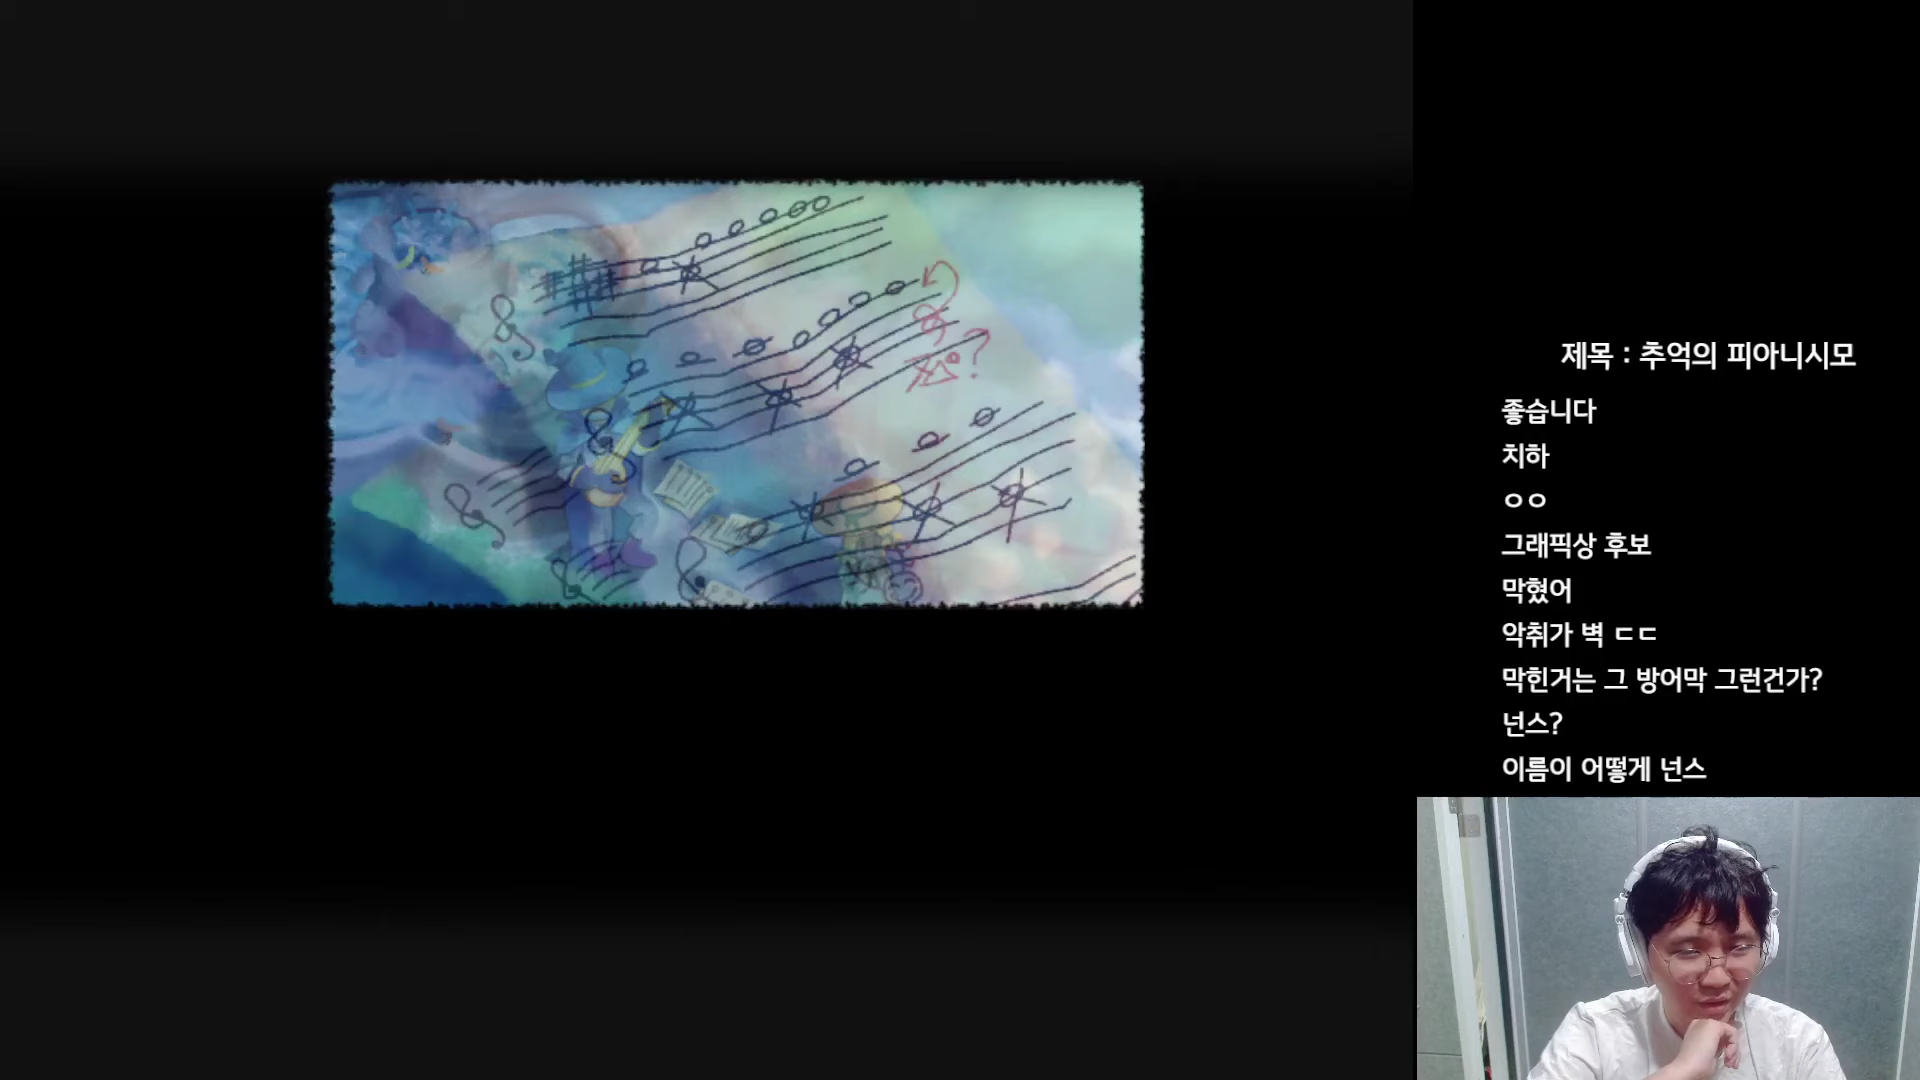 제목 : 추억의 피아니시모
좋습니다
치하
ㅇㅇ
그래픽상 후보
막혔어
악취가 벽 ㄷㄷ
막힌거는 그 방어막 그런건가?
넌스?
이름이 어떻게 넌스